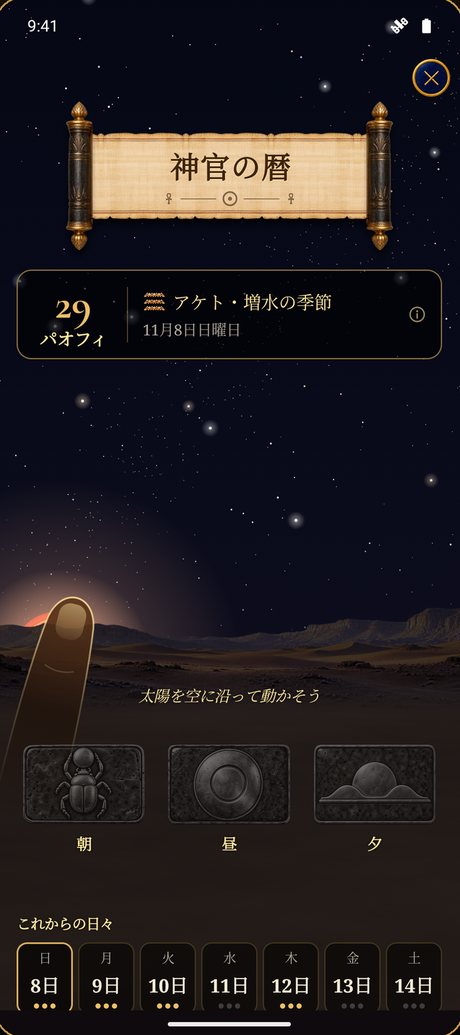 9:41
神官の暦
29
パオフィ
アケト・増水の季節
11月8日日曜日
太陽を空に沿って動かそう
朝 昼 夕
これからの日々
日 月 火 水 木 金 土
8日 9日 10日 11日 12日 13日 14日